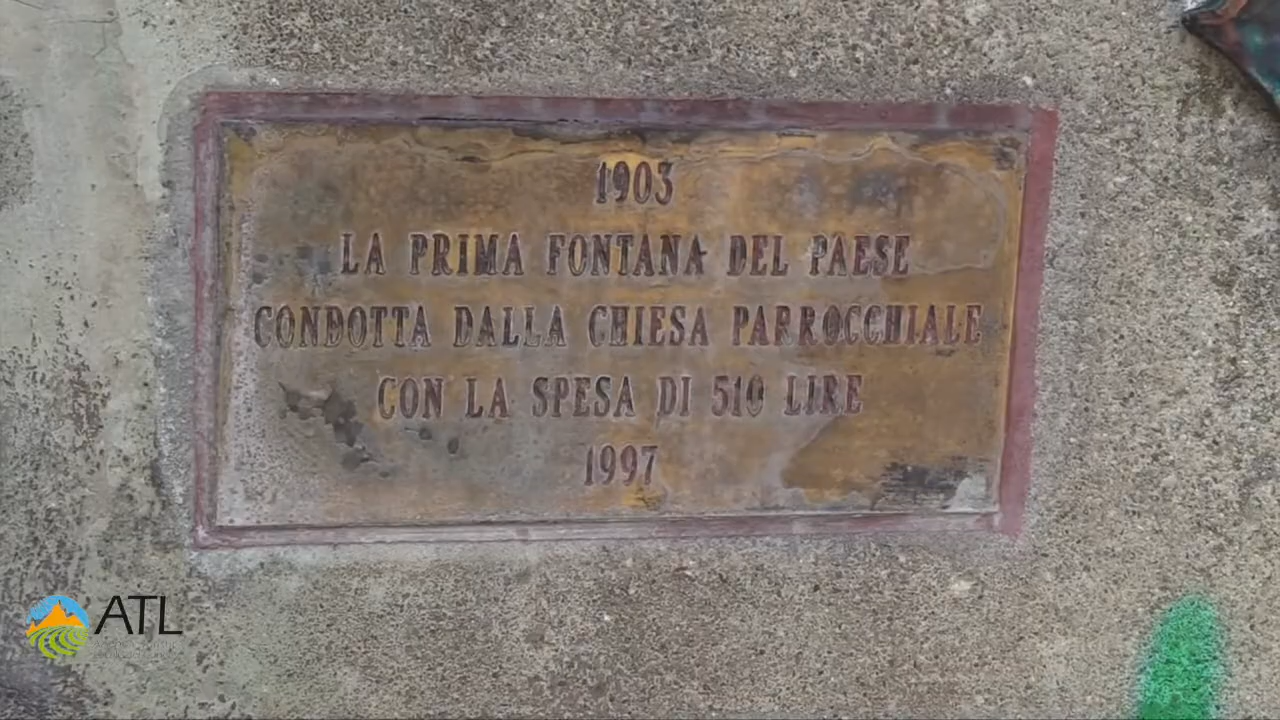 1903
LA PRIMA FONTANA DEL PAESE
CONDOTTA DALLA CHIESA PARROCCHIALE
CON LA SPESA DI 510 LIRE
1997
ATL